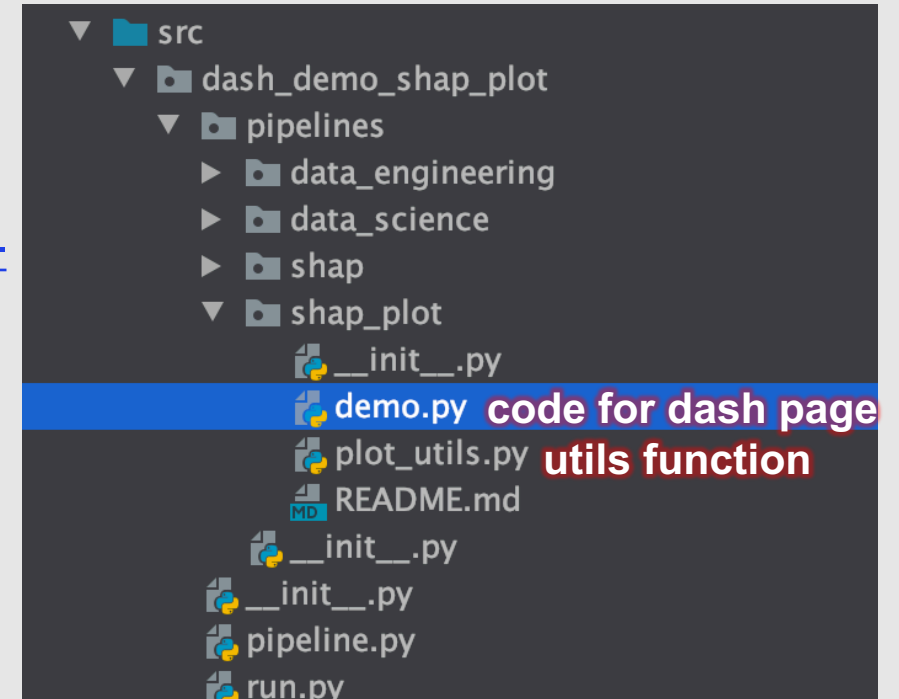 src
dash_demo_shap_plot
pipelines
data_engineering
data_science
shap
shap_plot
__init__.py
demo.py code for dash page
plot_utils.py utils function
MD README.md
__init__.py
__init__.py
pipeline.py
run.py